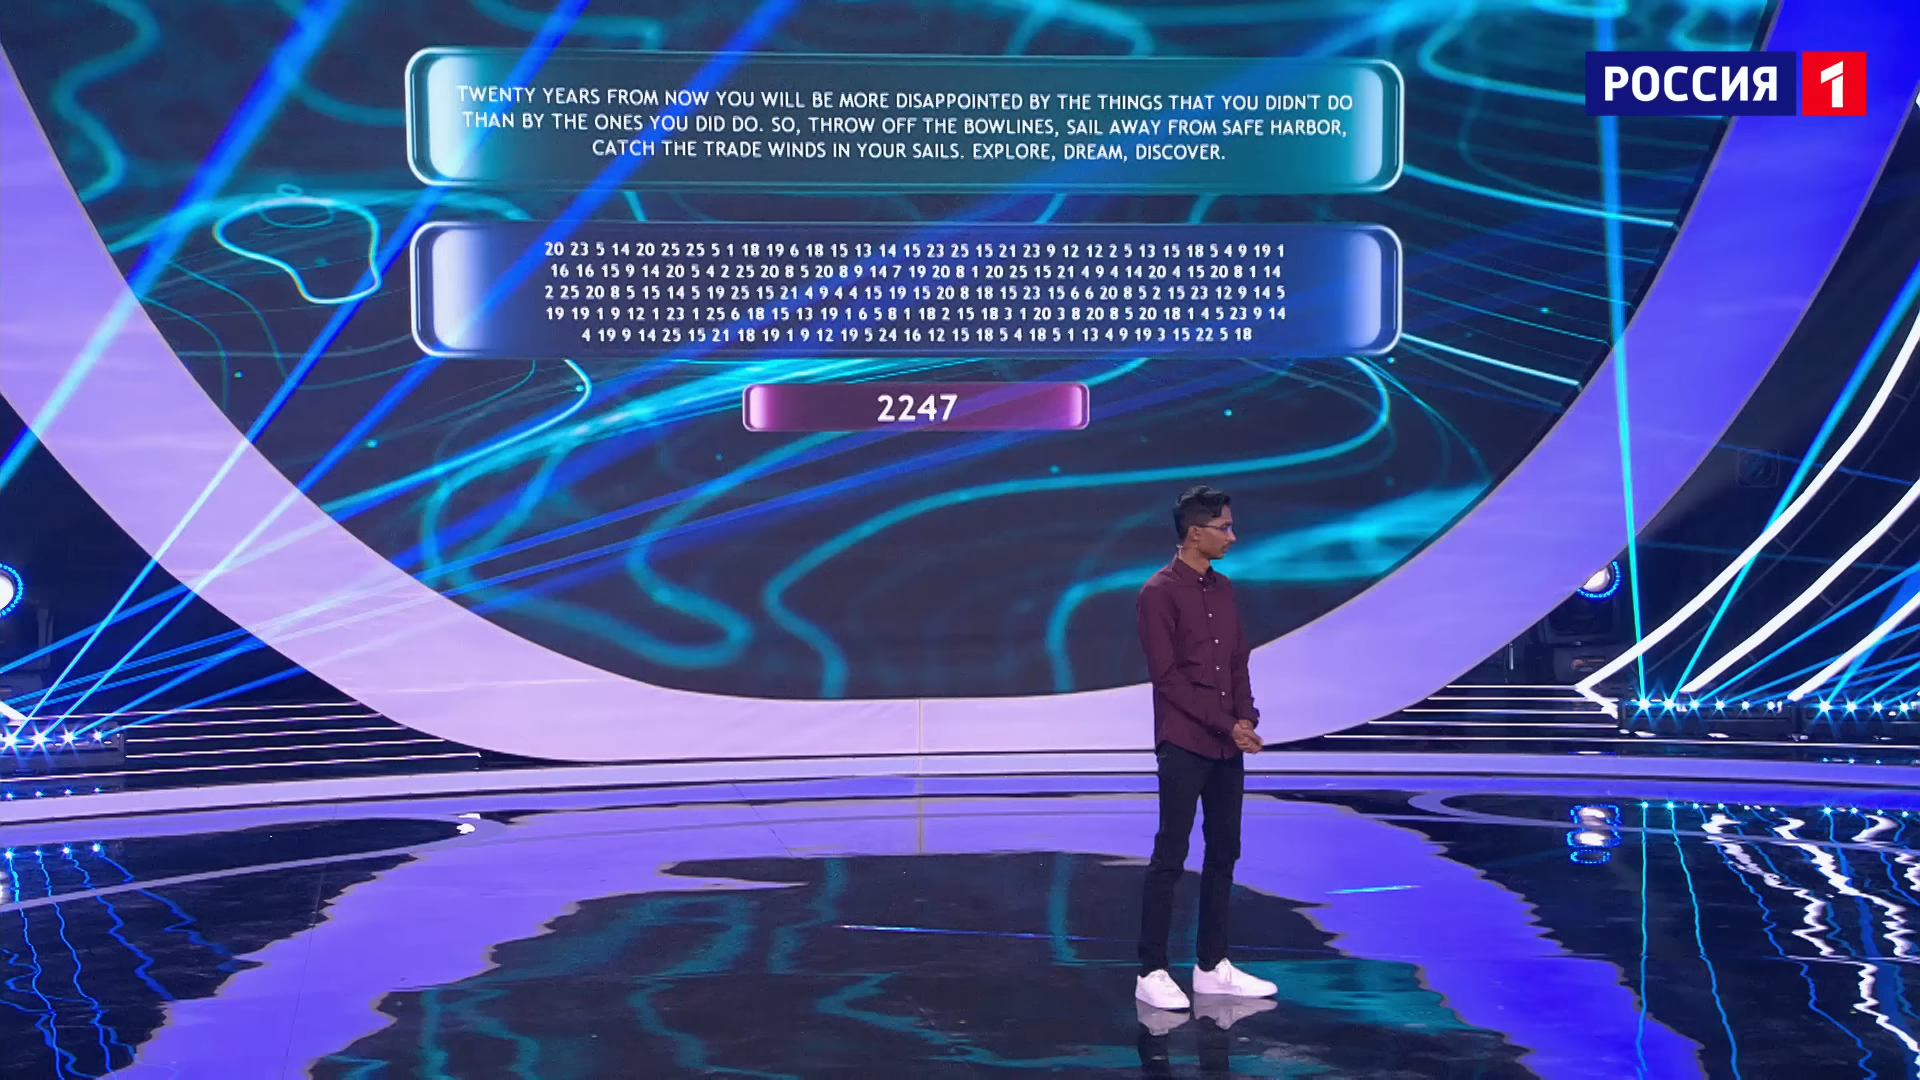 РОССИЯ 1
TWENTY YEARS FROM NOW YOU WILL BE MORE DISAPPOINTED BY THE THINGS THAT YOU DIDN'T DO
THAN BY THE ONES YOU DID DO. SO, THROW OFF THE BOWLINES, SAIL AWAY FROM SAFE HARBOR,
CATCH THE TRADE WINDS IN YOUR SAILS. EXPLORE, DREAM, DISCOVER.
20 23 5 14 20 25 25 5 1 18 19 6 18 15 13 14 15 23 25 15 21 23 9 12 12 2 5 13 15 18 5 4 9 19 1
16 16 15 9 14 20 5 4 2 25 20 8 5 20 8 9 14 7 19 20 8 1 20 25 15 21 4 9 4 14 20 4 15 20 8 1 14
2 25 20 8 5 15 14 5 19 25 15 21 4 9 4 4 15 19 15 20 8 18 15 23 15 6 6 20 8 5 2 15 23 12 9 14 5
19 19 1 9 12 1 23 1 25 6 18 15 13 19 1 6 5 8 1 18 2 15 18 3 1 20 3 8 20 8 5 20 18 1 4 5 23 9 14
4 19 9 14 25 15 21 18 19 1 9 12 19 5 24 16 12 15 18 5 4 18 5 1 13 4 9 19 3 15 22 5 18
2247